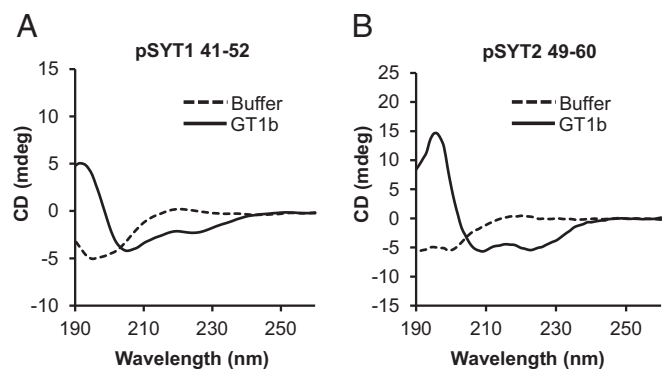 A
pSYT1 41-52
15
10
5
0
-5
-10
CD (mdeg)
Buffer
GT1b
190 210 230 250
Wavelength (nm)
B
pSYT2 49-60
25
20
15
10
5
0
-5
-10
-15
CD (mdeg)
Buffer
GT1b
190 210 230 250
Wavelength (nm)